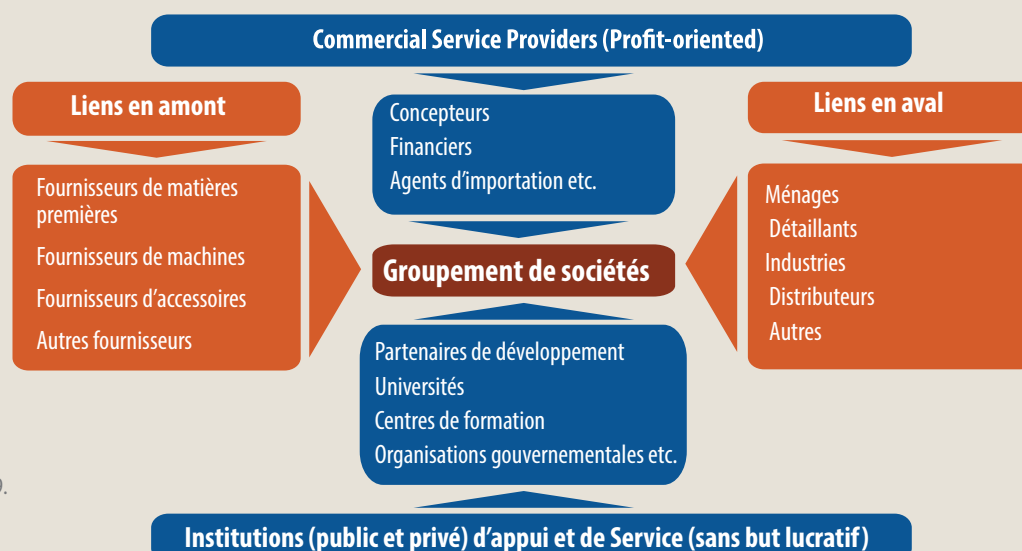 Commercial Service Providers (Profit-oriented)
Liens en amont
Fournisseurs de matières
premières
Fournisseurs de machines
Fournisseurs d'accessoires
Autres fournisseurs
Concepteurs
Financiers
Agents d'importation etc.
Groupement de sociétés
Partenaires de développement
Universités
Centres de formation
Organisations gouvernementales etc.
Liens en aval
Ménages
Détaillants
Industries
Distributeurs
Autres
Institutions (public et privé) d'appui et de Service (sans but lucratif)